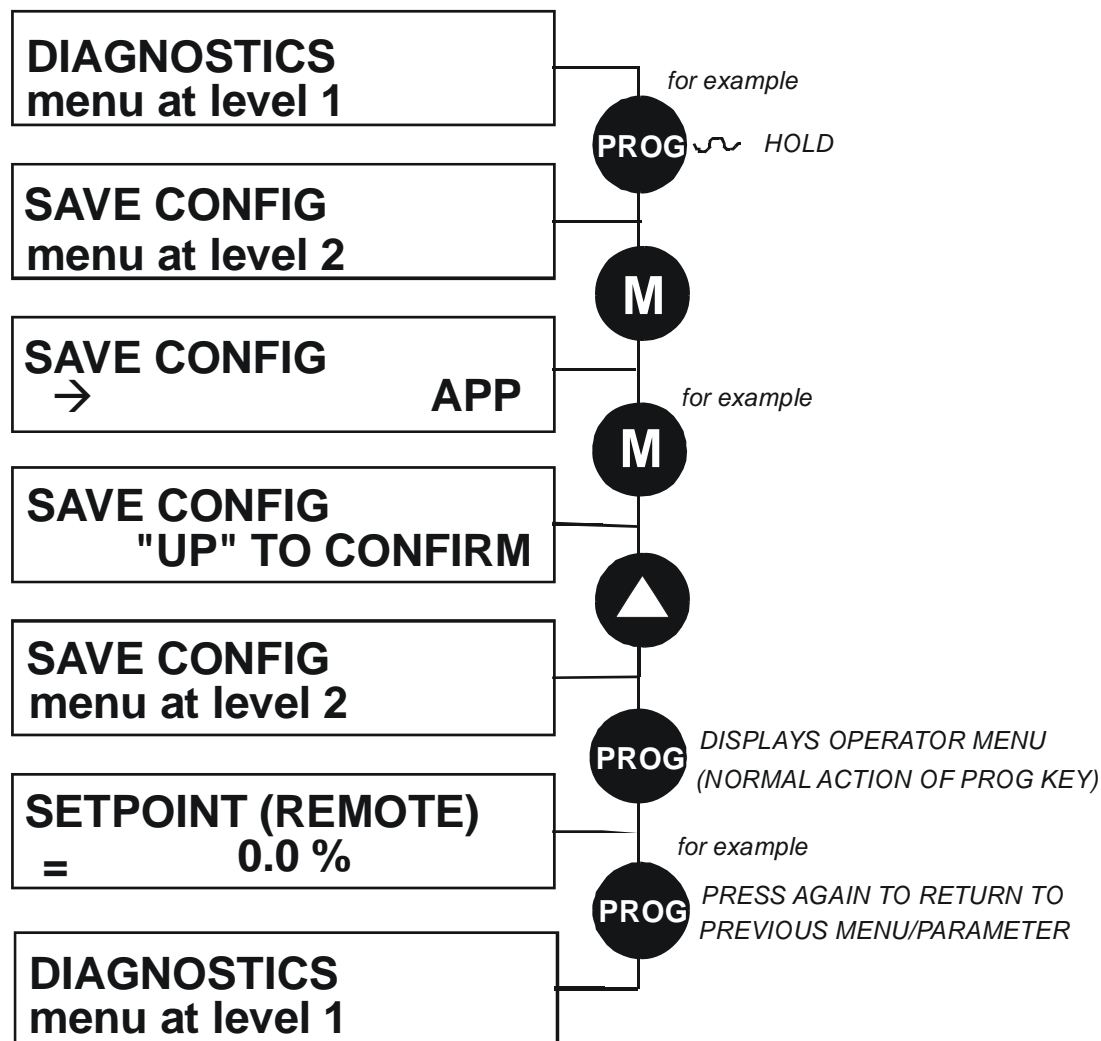 DIAGNOSTICS
menu at level 1
for example
PROG
HOLD
SAVE CONFIG
menu at level 2
M
SAVE CONFIG
→ APP
for example
M
SAVE CONFIG
"UP" TO CONFIRM
SAVE CONFIG
menu at level 2
PROG
DISPLAYS OPERATOR MENU
(NORMAL ACTION OF PROG KEY)
SETPOINT (REMOTE)
= 0.0 %
for example
PROG
PRESS AGAIN TO RETURN TO
PREVIOUS MENU/PARAMETER
DIAGNOSTICS
menu at level 1